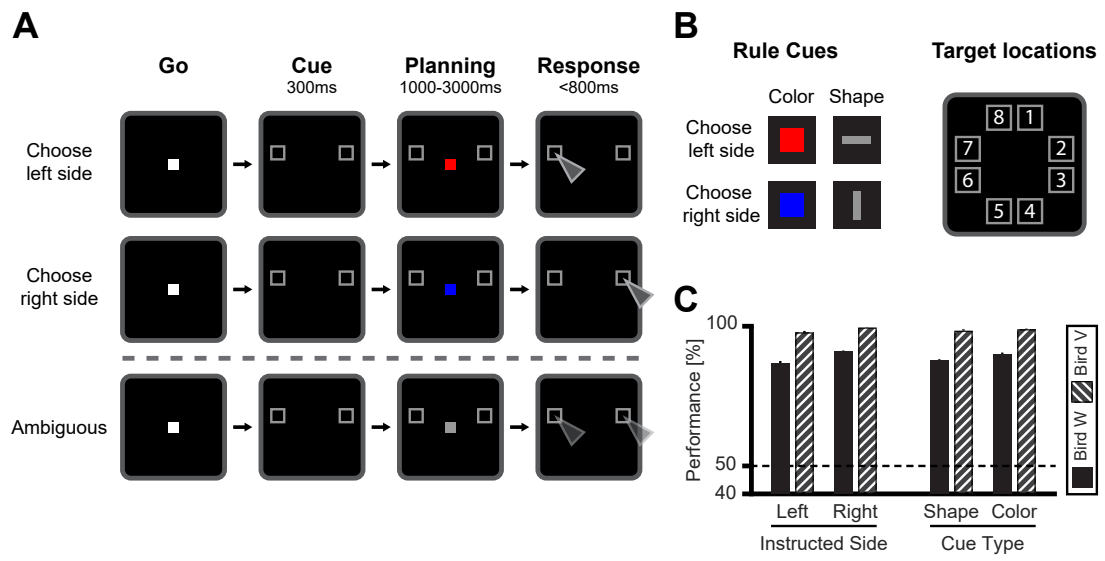 A
Go
Cue
300ms
Planning
1000-3000ms
Response
<800ms
Choose
left side
Choose
right side
Ambiguous
B
Rule Cues
Color Shape
Choose
left side
Choose
right side
Target locations
8 1
7 2
6 3
5 4
C
Performance [%]
100
50
40
Left Right Shape Color
Instructed Side Cue Type
Bird W Bird V